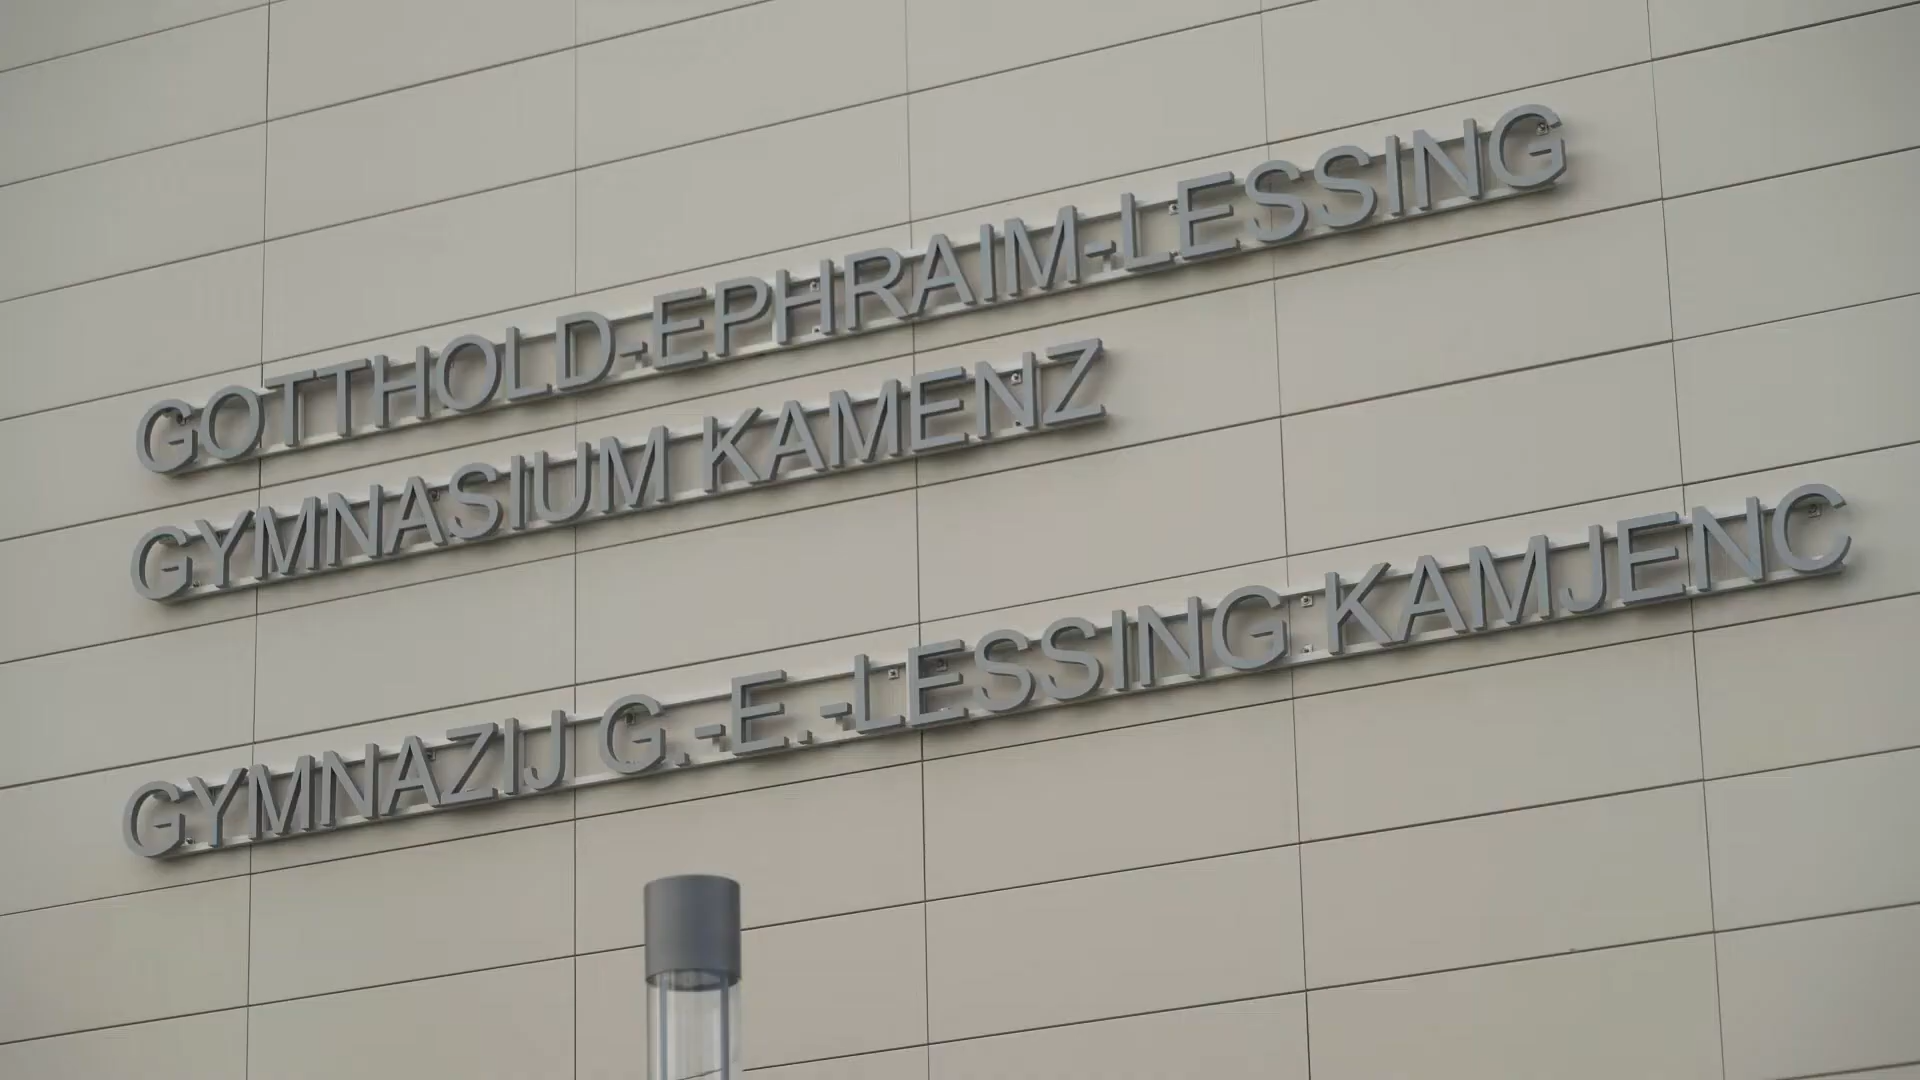 GOTTHOLD-EPHRAIM-LESSING
GYMNASIUM KAMENZ
GYMNAZIJ G.-E.-LESSING KAMJENC